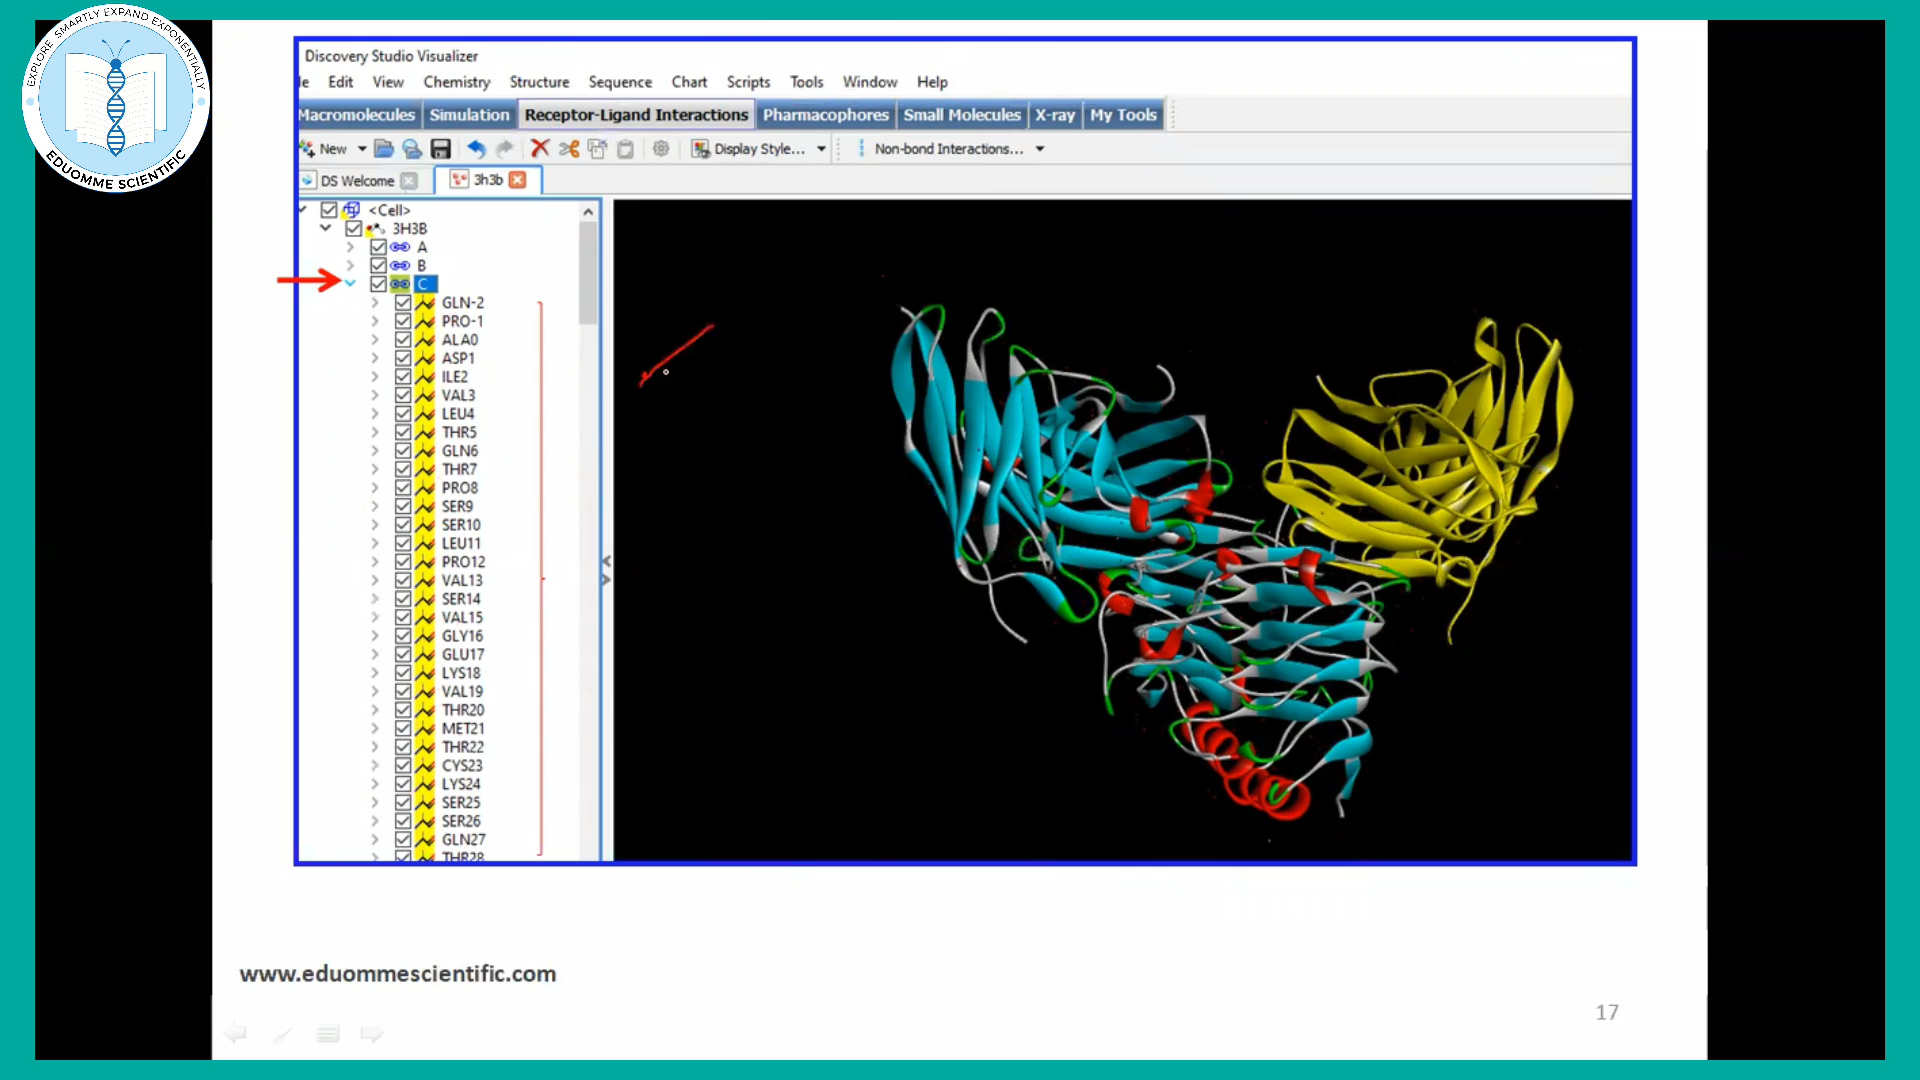 EXPLORE SMARTLY EXPAND EXPONENTIALLY
EDUOMME SCIENTIFIC
Discovery Studio Visualizer
le Edit View Chemistry Structure Sequence Chart Scripts Tools Window Help
Macromolecules Simulation Receptor-Ligand Interactions Pharmacophores Small Molecules X-ray My Tools
New Display Style... Non-bond Interactions...
DS Welcome 3h3b
<Cell>
3H3B
A
B
C
GLN-2
PRO-1
ALA0
ASP1
ILE2
VAL3
LEU4
THR5
GLN6
THR7
PRO8
SER9
SER10
LEU11
PRO12
VAL13
SER14
VAL15
GLY16
GLU17
LYS18
VAL19
THR20
MET21
THR22
CYS23
LYS24
SER25
SER26
GLN27
THR28
www.eduommescientific.com
17